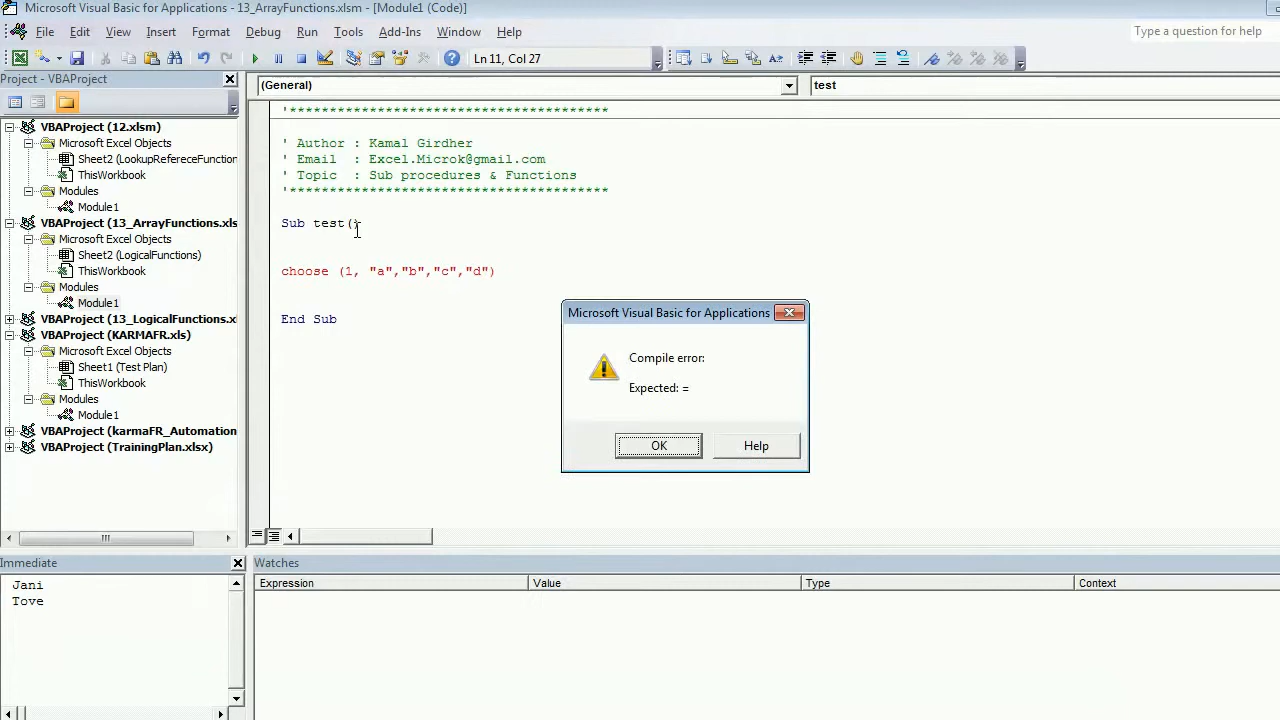 Microsoft Visual Basic for Applications - 13_ArrayFunctions.xlsm - [Module1 (Code)]
File Edit View Insert Format Debug Run Tools Add-Ins Window Help
Type a question for help
Ln 11, Col 27
Project - VBAProject
VBAProject (12.xlsm)
Microsoft Excel Objects
Sheet2 (LookupRefereceFunction
ThisWorkbook
Modules
Module1
VBAProject (13_ArrayFunctions.xls
Microsoft Excel Objects
Sheet2 (LogicalFunctions)
ThisWorkbook
Modules
Module1
VBAProject (13_LogicalFunctions.xl
VBAProject (KARMAFR.xls)
Microsoft Excel Objects
Sheet1 (Test Plan)
ThisWorkbook
Modules
Module1
VBAProject (karmaFR_Automation
VBAProject (TrainingPlan.xlsx)
(General)
test
'****************************************
' Author : Kamal Girdher
' Email : Excel.Microk@gmail.com
' Topic : Sub procedures & Functions
'****************************************
Sub test()
choose (1, "a","b","c","d")
End Sub
Microsoft Visual Basic for Applications
Compile error:
Expected: =
OK
Help
Immediate
Jani
Tove
Watches
Expression Value Type Context